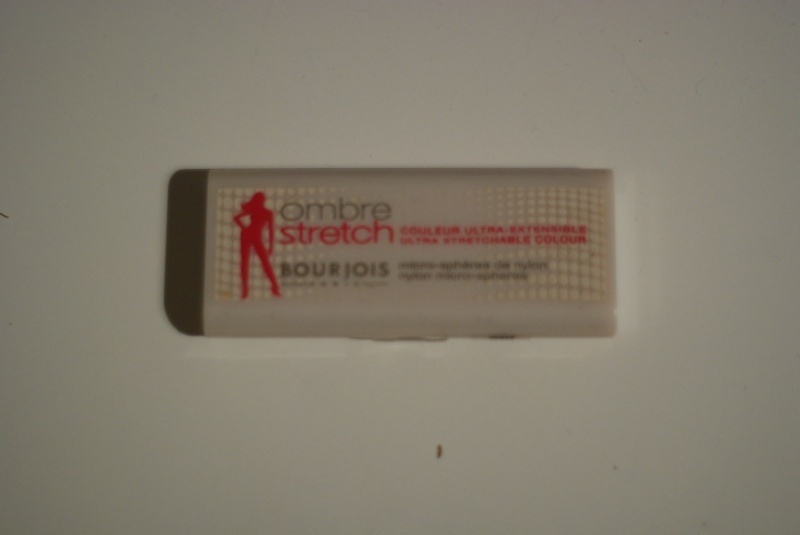 ombre
stretch
COULEUR ULTRA-EXTENSIBLE
ULTRA STRETCHABLE COLOUR
BOURJOIS
micro-sphères de nylon
nylon micro-spheres